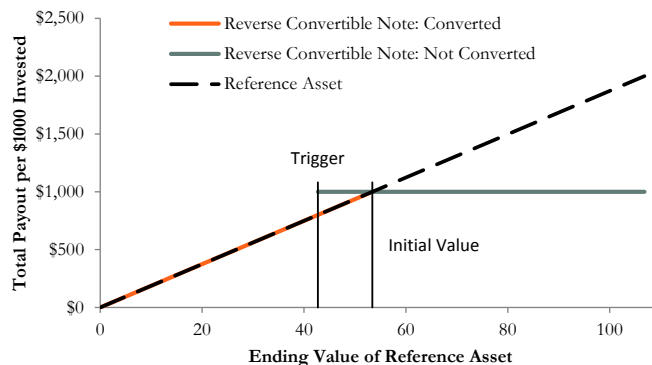 $2,500
$2,000
$1,500
$1,000
$500
$0
Total Payout per $1000 Invested
Reverse Convertible Note: Converted
Reverse Convertible Note: Not Converted
Reference Asset
Trigger
Initial Value
0 20 40 60 80 100
Ending Value of Reference Asset